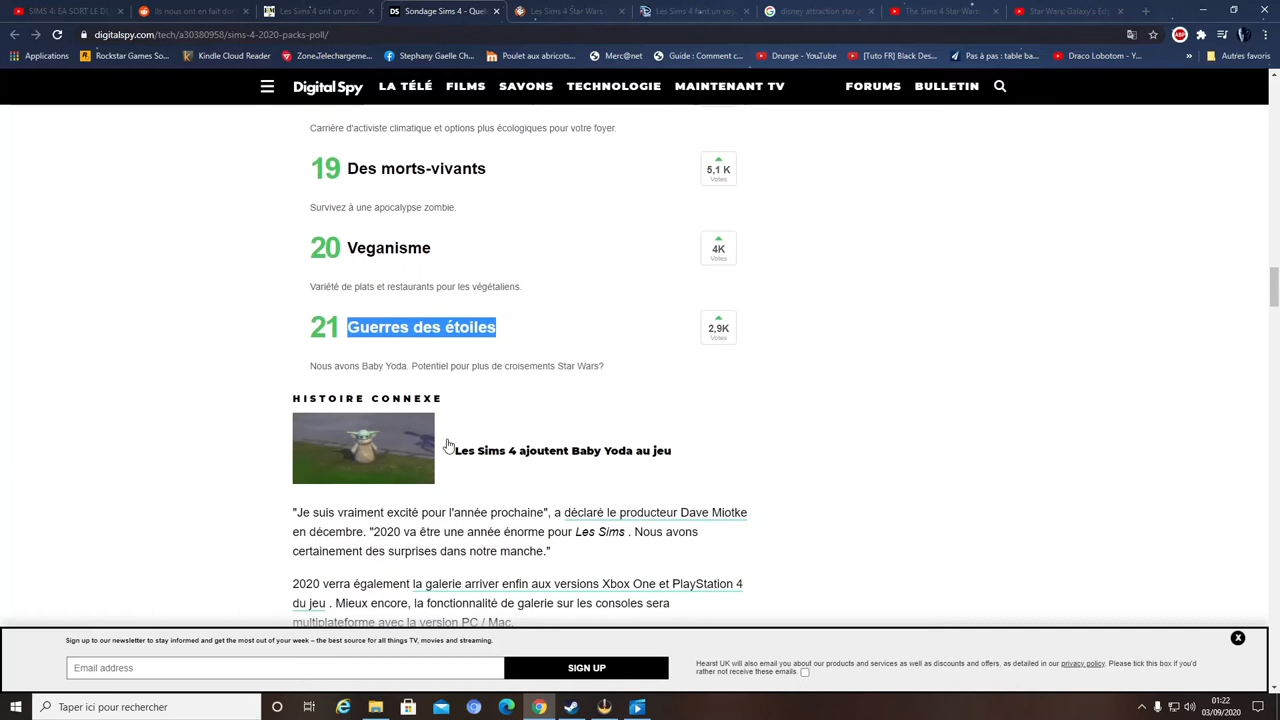 Les Sims 4: EA SORT LE DL
Ils nous ont en fait don
Les Sims 4 ont eu un prog
Sondage Sims 4 - Quel
Les Sims 4 font un voy
distraction star
The Sims 4
Star Wars: Galaxy's Edg
digitalspy.com/tech/a30380958/sims-4-2020-packs-poll/
Applications
Rockstar Games So...
Kindle Cloud Reader
AZoneTelechargem...
Stephany Gaelle Ch...
Poulet aux abricots...
Merc@net
Guide : Comment cr...
Drunge - YouTube
[Tuto FR] Black Des...
Pas à pas : table ba...
Draco Lobotom - Y...
»
Autres favoris
Digital Spy LA TÉLÉ FILMS SAVONS TECHNOLOGIE MAINTENANT TV FORUMS BULLETIN
Carrière d'activiste climatique et options plus écologiques pour votre foyer.
19 Des morts-vivants
5,1 K
Votes
Survivez à une apocalypse zombie.
20 Veganisme
4K
Votes
Variété de plats et restaurants pour les végétaliens.
21 Guerres des étoiles
2,9K
Votes
Nous avons Baby Yoda. Potentiel pour plus de croisements Star Wars?
HISTOIRE CONNEXE
Les Sims 4 ajoutent Baby Yoda au jeu
"Je suis vraiment excité pour l'année prochaine", a déclaré le producteur Dave Miotke
en décembre. "2020 va être une année énorme pour Les Sims . Nous avons
certainement des surprises dans notre manche."
2020 verra également la galerie arriver enfin aux versions Xbox One et PlayStation 4
du jeu . Mieux encore, la fonctionnalité de galerie sur les consoles sera
multiplateforme avec la version PC / Mac.
Sign up to our newsletter to stay informed and get the most out of your week – the best source for all things TV, movies and streaming.
X
Email address
SIGN UP
Hearst UK will also email you about our products and services as well as discounts and offers, as detailed in our privacy policy. Please tick this box if you'd
rather not receive these emails.
Taper ici pour rechercher
01:22
03/09/2020